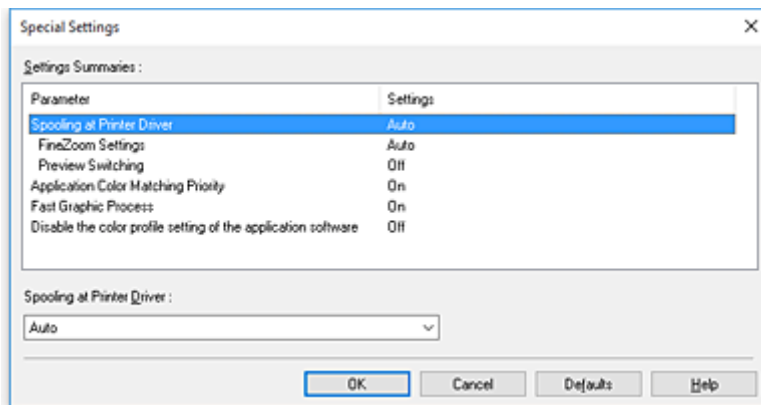 Special Settings
Settings Summaries :
Parameter Settings
Spooling at Printer Driver Auto
FineZoom Settings Auto
Preview Switching Off
Application Color Matching Priority On
Fast Graphic Process On
Disable the color profile setting of the application software Off
Spooling at Printer Driver :
Auto
OK Cancel Defaults Help